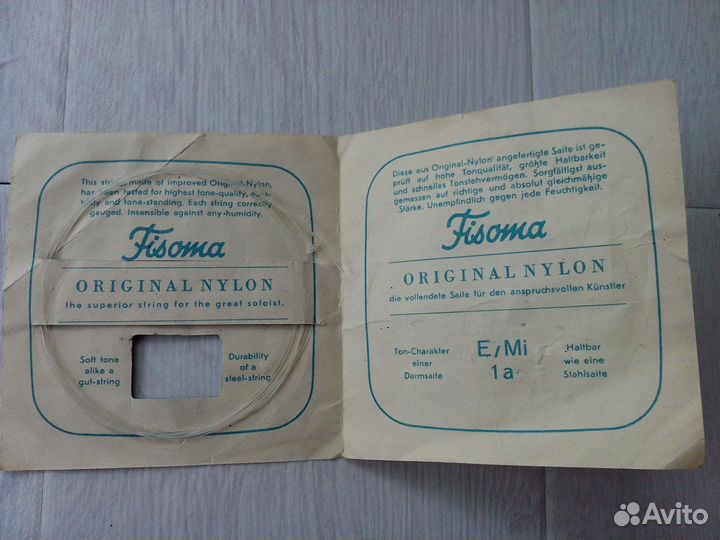 This string, made of improved Original-Nylon,
has been tested for highest tone-quality,
bility and tone-standing. Each string correctly
gauged. Insensible against any humidity.
Fisoma
ORIGINAL NYLON
the superior string for the great soloist.
Soft tone
alike a
gut-string
Durability
of a
steel-string
Diese aus Original-Nylon angefertigte Saite ist ge-
prüft auf hohe Tonqualität, größte Haltbarkeit
und schnelles Tonstehvermögen. Sorgfältigst aus-
gemessen auf richtige und absolut gleichmäßige
Stärke. Unempfindlich gegen jede Feuchtigkeit.
Fisoma
ORIGINAL NYLON
die vollendete Saite für den anspruchsvollen Künstler
Ton-Charakter
einer
Darmsaite
E/Mi
1a
Haltbar
wie eine
Stahlsaite
Avito